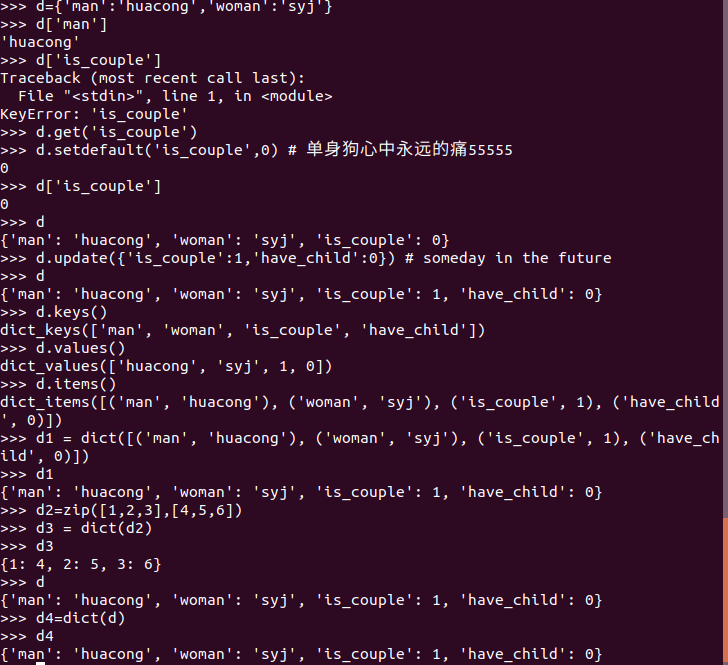 >>> d={'man':'huacong','woman':'syj'}
>>> d['man']
'huacong'
>>> d['is_couple']
Traceback (most recent call last):
  File "<stdin>", line 1, in <module>
KeyError: 'is_couple'
>>> d.get('is_couple')
>>> d.setdefault('is_couple',0) # 单身狗心中永远的痛55555
0
>>> d['is_couple']
0
>>> d
{'man': 'huacong', 'woman': 'syj', 'is_couple': 0}
>>> d.update({'is_couple':1,'have_child':0}) # someday in the future
>>> d
{'man': 'huacong', 'woman': 'syj', 'is_couple': 1, 'have_child': 0}
>>> d.keys()
dict_keys(['man', 'woman', 'is_couple', 'have_child'])
>>> d.values()
dict_values(['huacong', 'syj', 1, 0])
>>> d.items()
dict_items([('man', 'huacong'), ('woman', 'syj'), ('is_couple', 1), ('have_child
', 0)])
>>> d1 = dict([('man', 'huacong'), ('woman', 'syj'), ('is_couple', 1), ('have_ch
ild', 0)])
>>> d1
{'man': 'huacong', 'woman': 'syj', 'is_couple': 1, 'have_child': 0}
>>> d2=zip([1,2,3],[4,5,6])
>>> d3 = dict(d2)
>>> d3
{1: 4, 2: 5, 3: 6}
>>> d
{'man': 'huacong', 'woman': 'syj', 'is_couple': 1, 'have_child': 0}
>>> d4=dict(d)
>>> d4
{'man': 'huacong', 'woman': 'syj', 'is_couple': 1, 'have_child': 0}